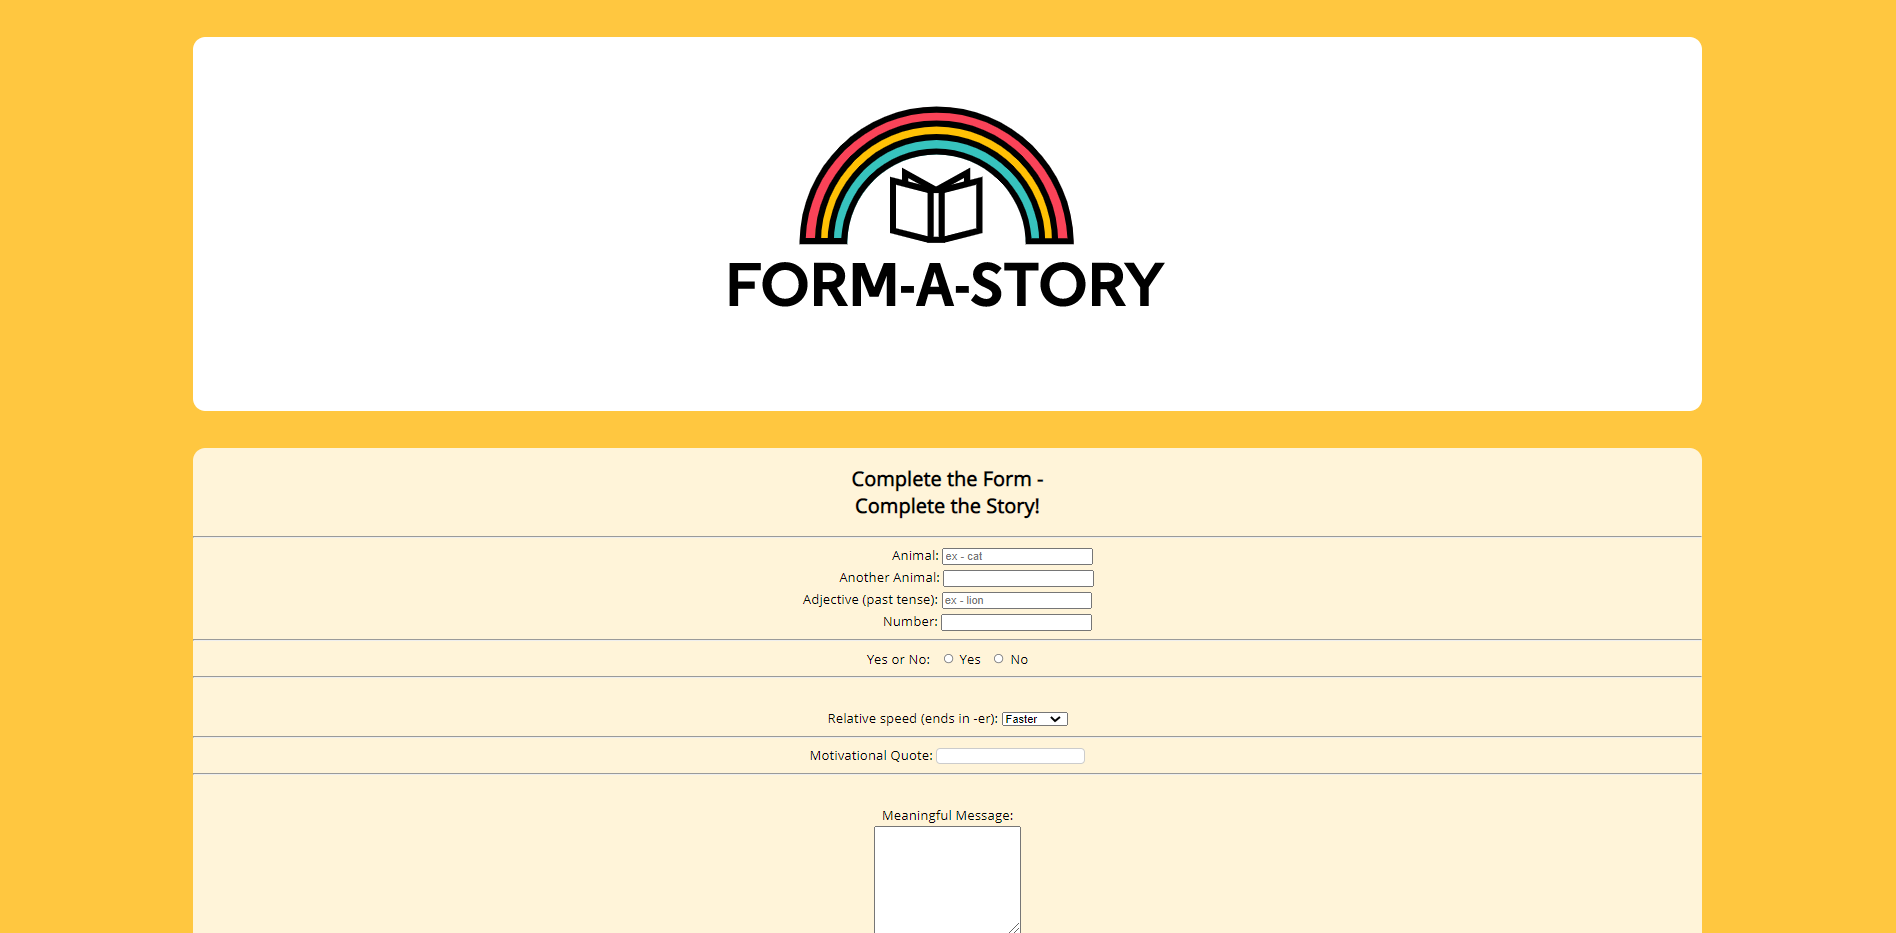 FORM-A-STORY
Complete the Form -
Complete the Story!
Animal: ex - cat
Another Animal:
Adjective (past tense): ex - lion
Number:
Yes or No: Yes No
Relative speed (ends in -er): Faster
Motivational Quote:
Meaningful Message: